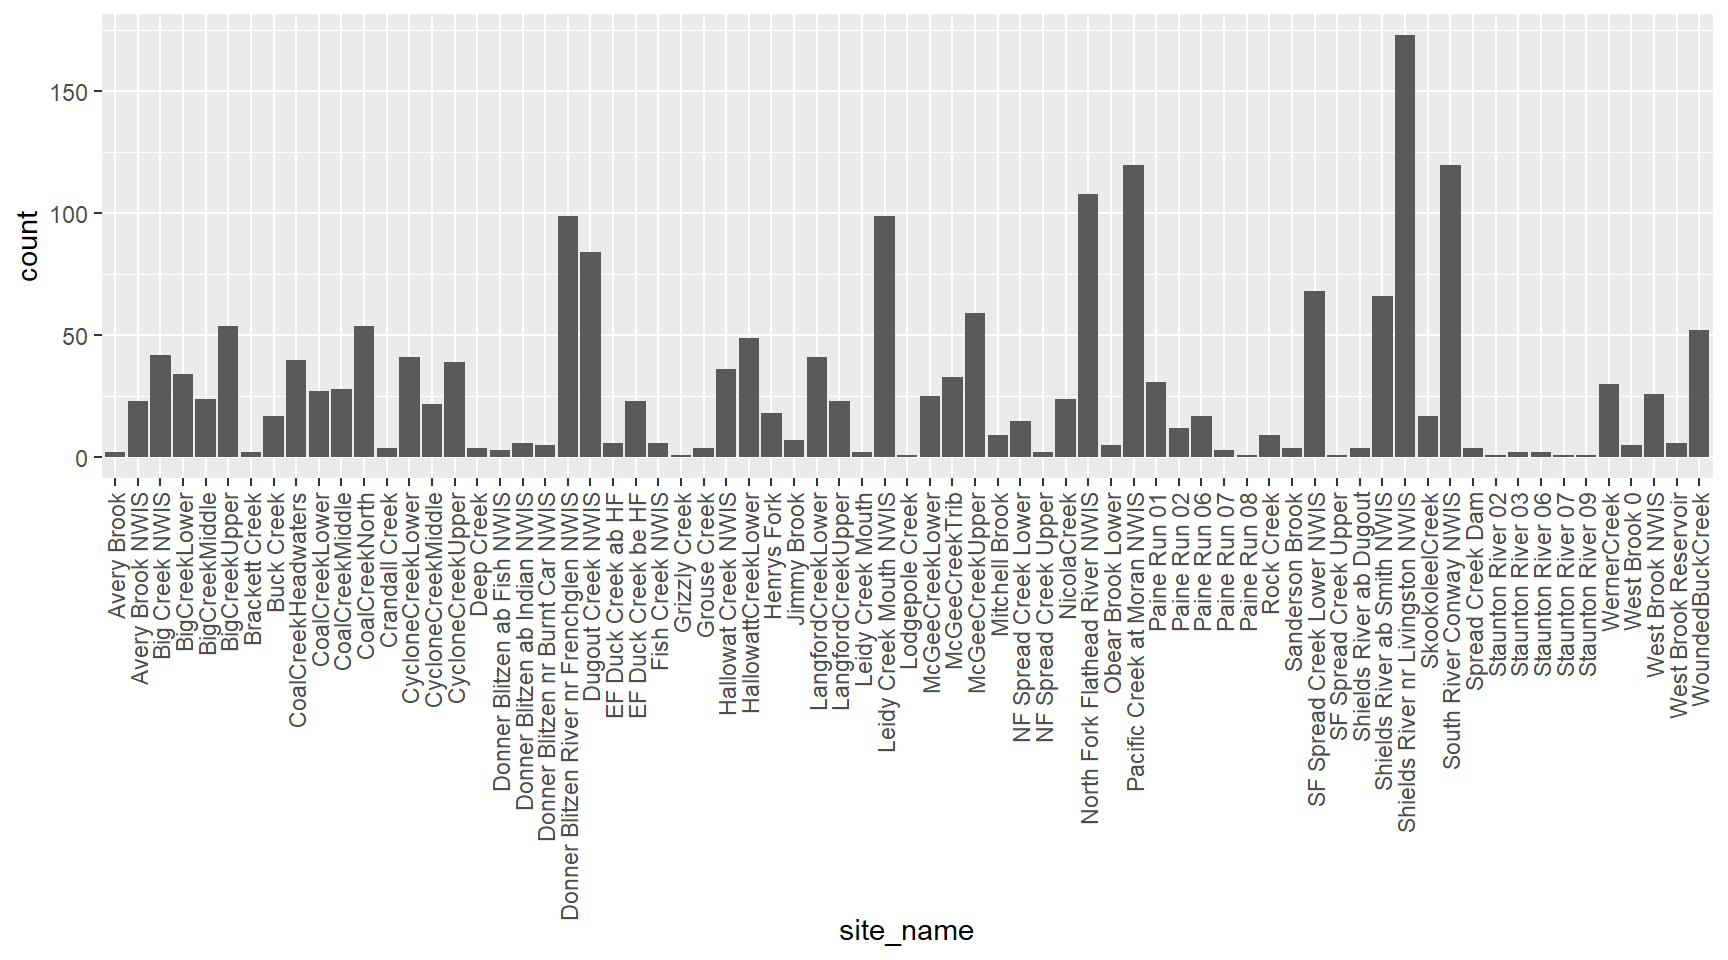 count
150
100
50
0
Avery Brook
Avery Brook NWIS
Big Creek NWIS
BigCreekLower
BigCreekMiddle
BigCreekUpper
Brackett Creek
Buck Creek
CoalCreekHeadwaters
CoalCreekLower
CoalCreekMiddle
CoalCreekNorth
Crandall Creek
CycloneCreekLower
CycloneCreekMiddle
CycloneCreekUpper
Deep Creek
Donner Blitzen ab Fish NWIS
Donner Blitzen ab Indian NWIS
Donner Blitzen nr Burnt Car NWIS
Donner Blitzen River nr Frenchglen NWIS
Dugout Creek NWIS
EF Duck Creek ab HF
EF Duck Creek be HF
Fish Creek NWIS
Grizzly Creek
Grouse Creek
Hallowat Creek NWIS
HallowattCreekLower
Henrys Fork
Jimmy Brook
LangfordCreekLower
LangfordCreekUpper
Leidy Creek Mouth
Leidy Creek Mouth NWIS
Lodgepole Creek
McGeeCreekLower
McGeeCreekTrib
McGeeCreekUpper
Mitchell Brook
NF Spread Creek Lower
NF Spread Creek Upper
NicolaCreek
North Fork Flathead River NWIS
Obear Brook Lower
Pacific Creek at Moran NWIS
Paine Run 01
Paine Run 02
Paine Run 06
Paine Run 07
Paine Run 08
Rock Creek
Sanderson Brook
SF Spread Creek Lower NWIS
SF Spread Creek Upper
Shields River ab Dugout
Shields River ab Smith NWIS
Shields River nr Livingston NWIS
SkookoleelCreek
South River Conway NWIS
Spread Creek Dam
Staunton River 02
Staunton River 03
Staunton River 06
Staunton River 07
Staunton River 09
WernerCreek
West Brook 0
West Brook NWIS
West Brook Reservoir
WoundedBuckCreek
site_name